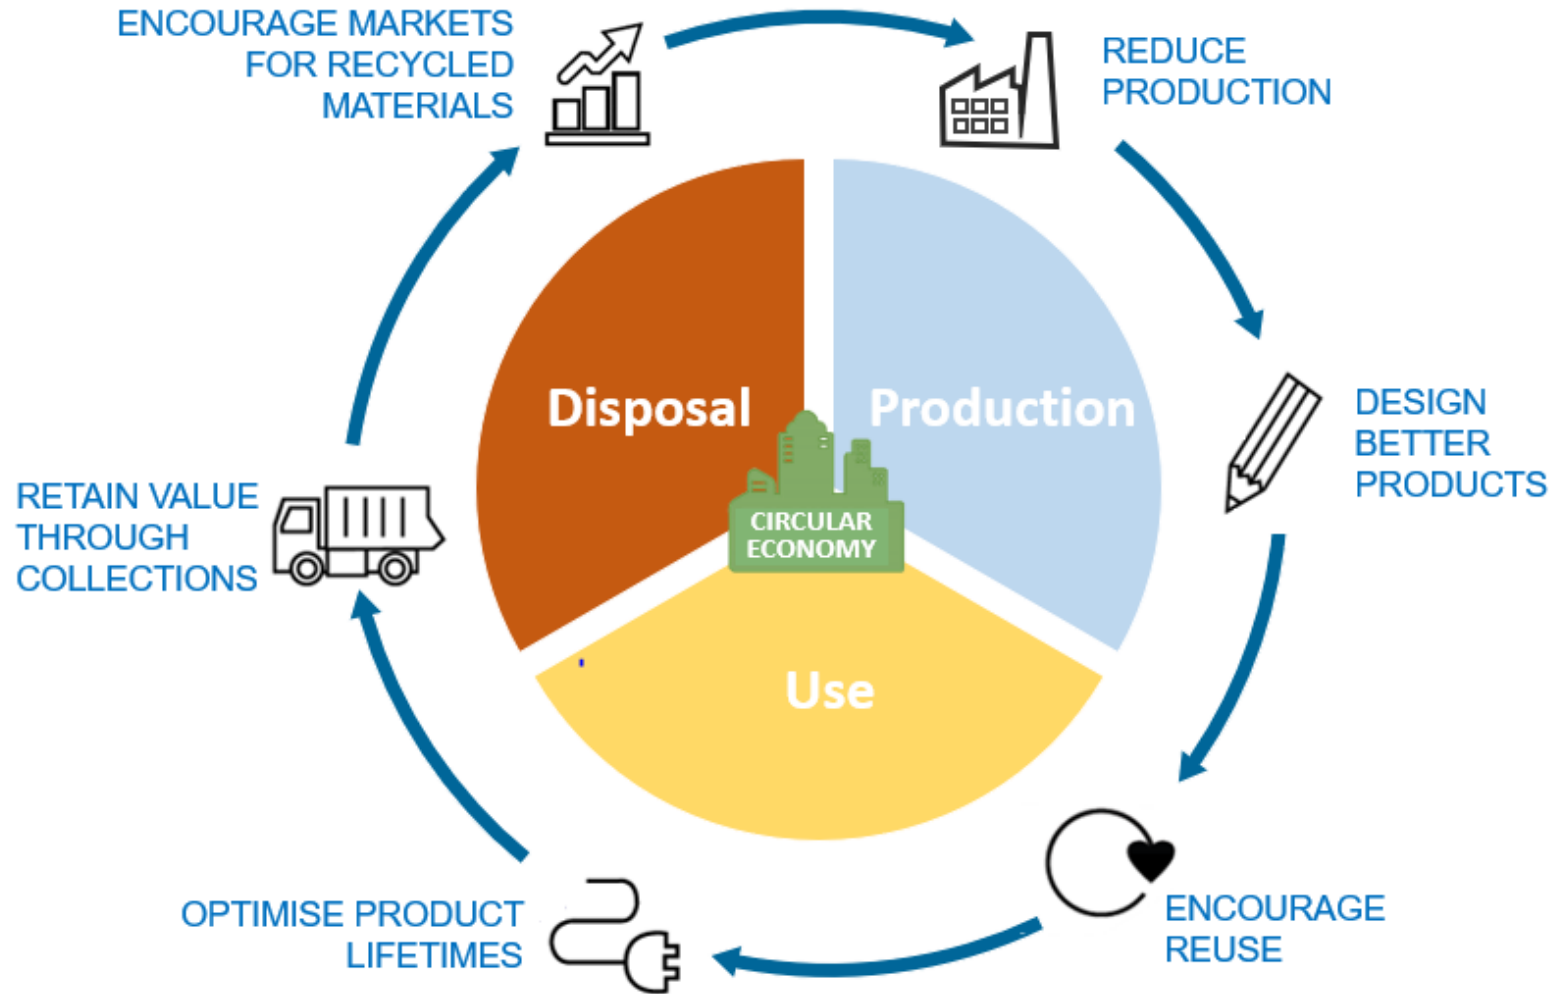 ENCOURAGE MARKETS
FOR RECYCLED
MATERIALS
REDUCE
PRODUCTION
DESIGN
BETTER
PRODUCTS
ENCOURAGE
REUSE
OPTIMISE PRODUCT
LIFETIMES
RETAIN VALUE
THROUGH
COLLECTIONS
Disposal
Production
Use
CIRCULAR
ECONOMY